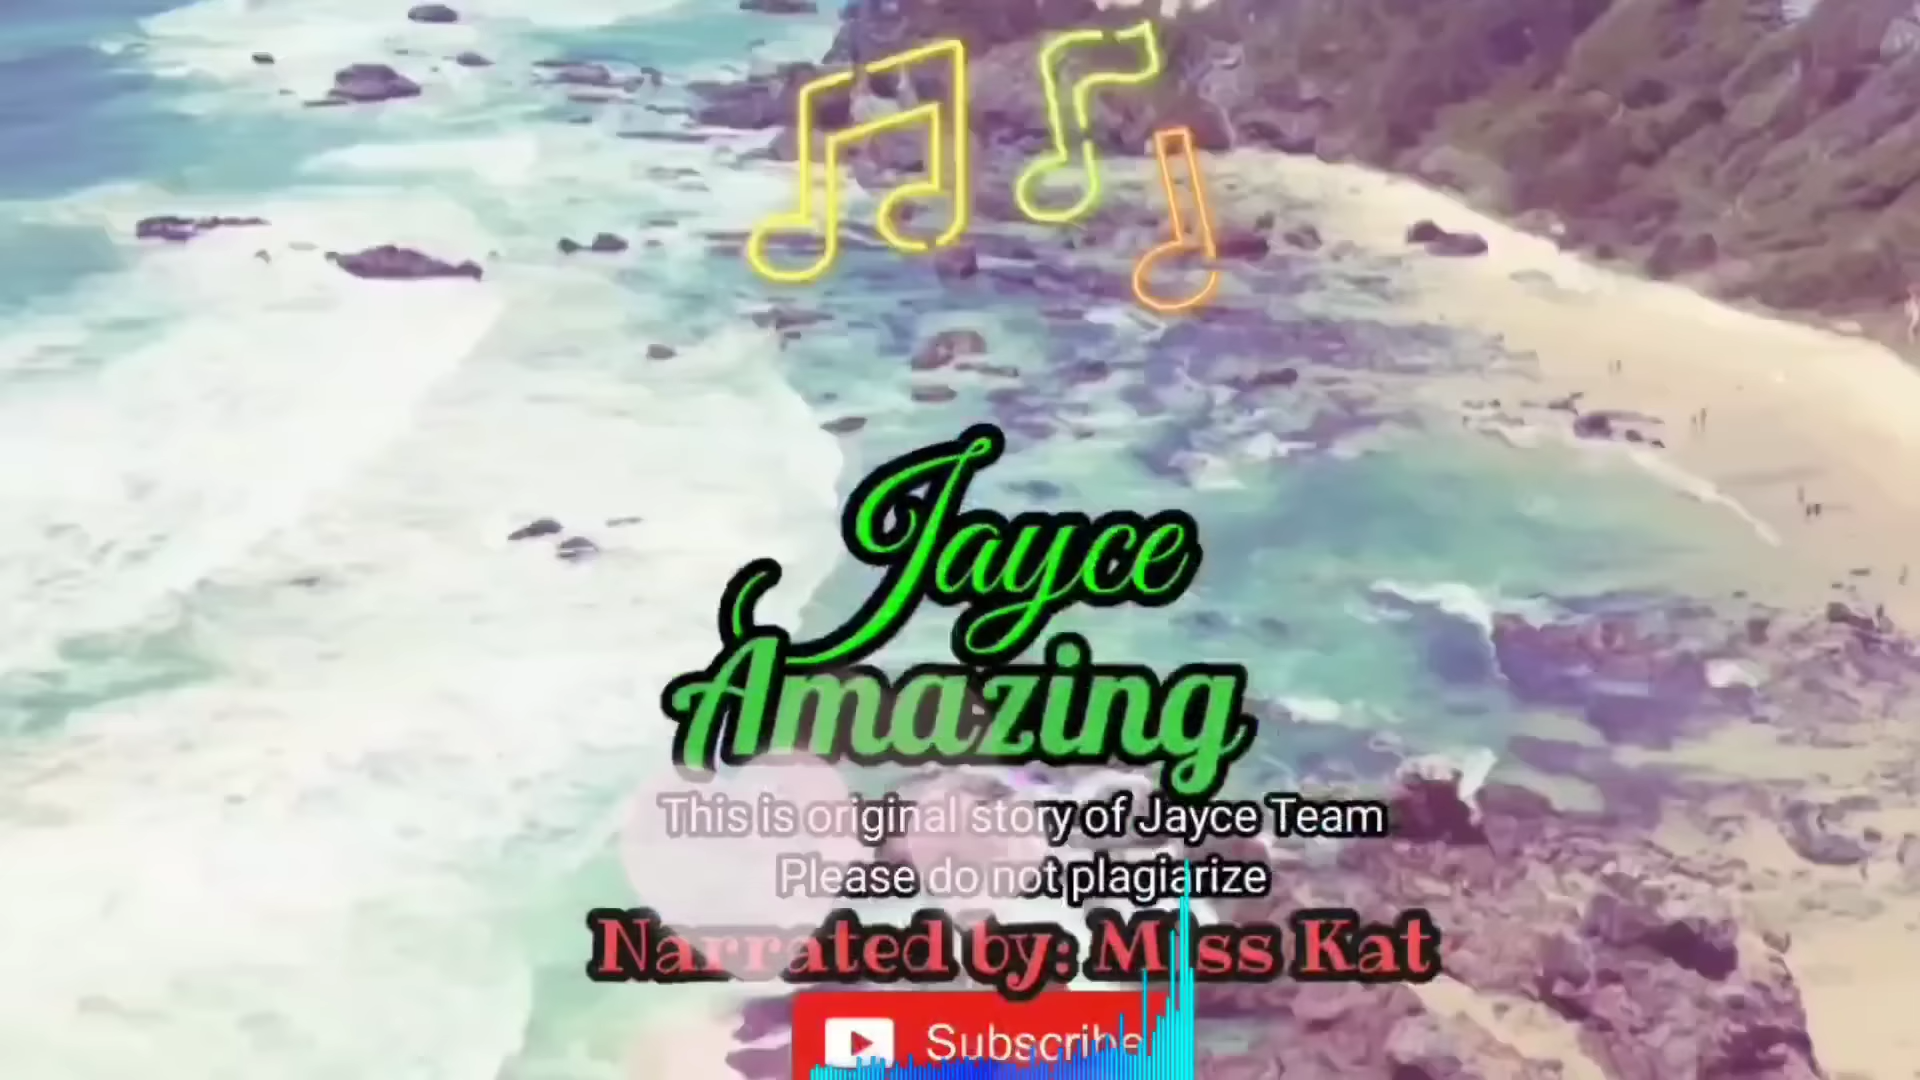 Jayce
Amazing
This is original story of Jayce Team
Please do not plagiarize
Narrated by: Miss Kat
Subscribe